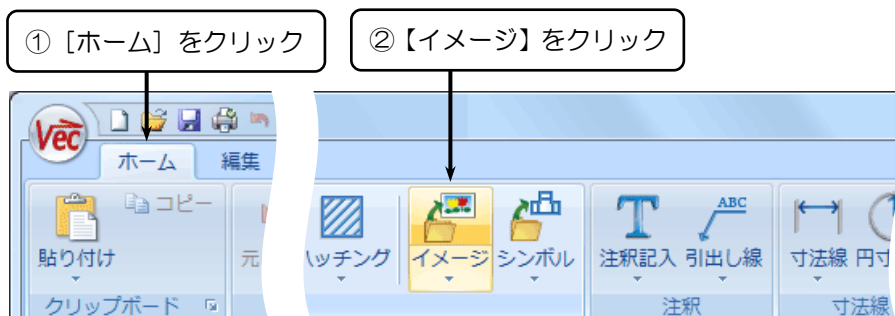 ① [ホーム] をクリック
②【イメージ】をクリック
Vec
ホーム 編集
コピー
ABC
貼り付け 元 ハッチング イメージ シンボル 注釈記入 引出し線 寸法線 円寸
クリップボード 注釈 寸法線